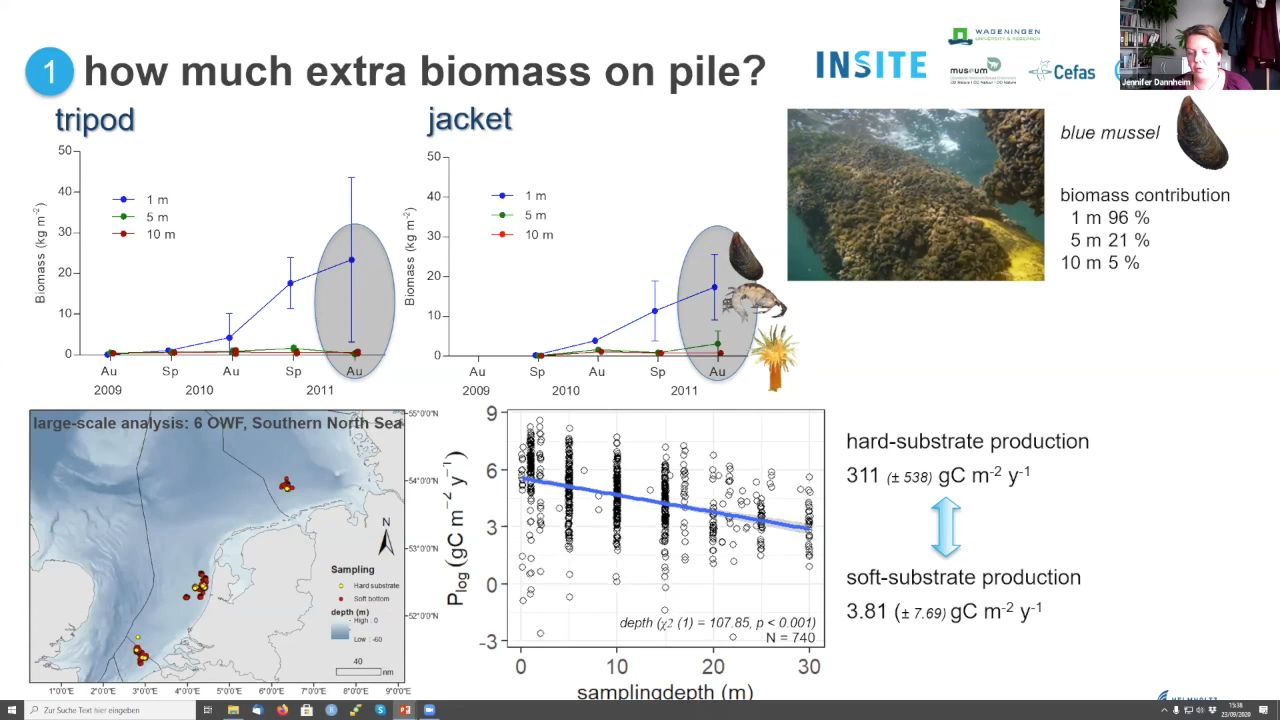 1 how much extra biomass on pile?
INSITE
WAGENINGEN
UNIVERSITY & RESEARCH
museum
Cefas
Jennifer Dannheim
tripod
jacket
blue mussel
biomass contribution
1 m 96 %
5 m 21 %
10 m 5 %
Biomass (kg m-2)
50
40
30
20
10
0
1 m
5 m
10 m
Au Sp Au Sp Au
2009 2010 2011
Biomass (kg m-2)
50
40
30
20
10
0
1 m
5 m
10 m
Au Sp Au Sp Au
2009 2010 2011
large-scale analysis: 6 OWF, Southern North Sea
55°0'0"N
54°0'0"N
53°0'0"N
52°0'0"N
N
Sampling
Hard substrate
Soft bottom
depth (m)
High : 0
Low : -60
40
nm
1°0'0"E 2°0'0"E 3°0'0"E 4°0'0"E 5°0'0"E 6°0'0"E 7°0'0"E 8°0'0"E 9°0'0"E
Plog (gC m-2 y-1)
9
6
3
0
-3
depth (χ2 (1) = 107.85, p < 0.001)
N = 740
0 10 20 30
samplingdepth (m)
hard-substrate production
311 (± 538) gC m-2 y-1
soft-substrate production
3.81 (± 7.69) gC m-2 y-1
HELMHOLTZ
Zur Suche Text hier eingeben
15:38
23/09/2020